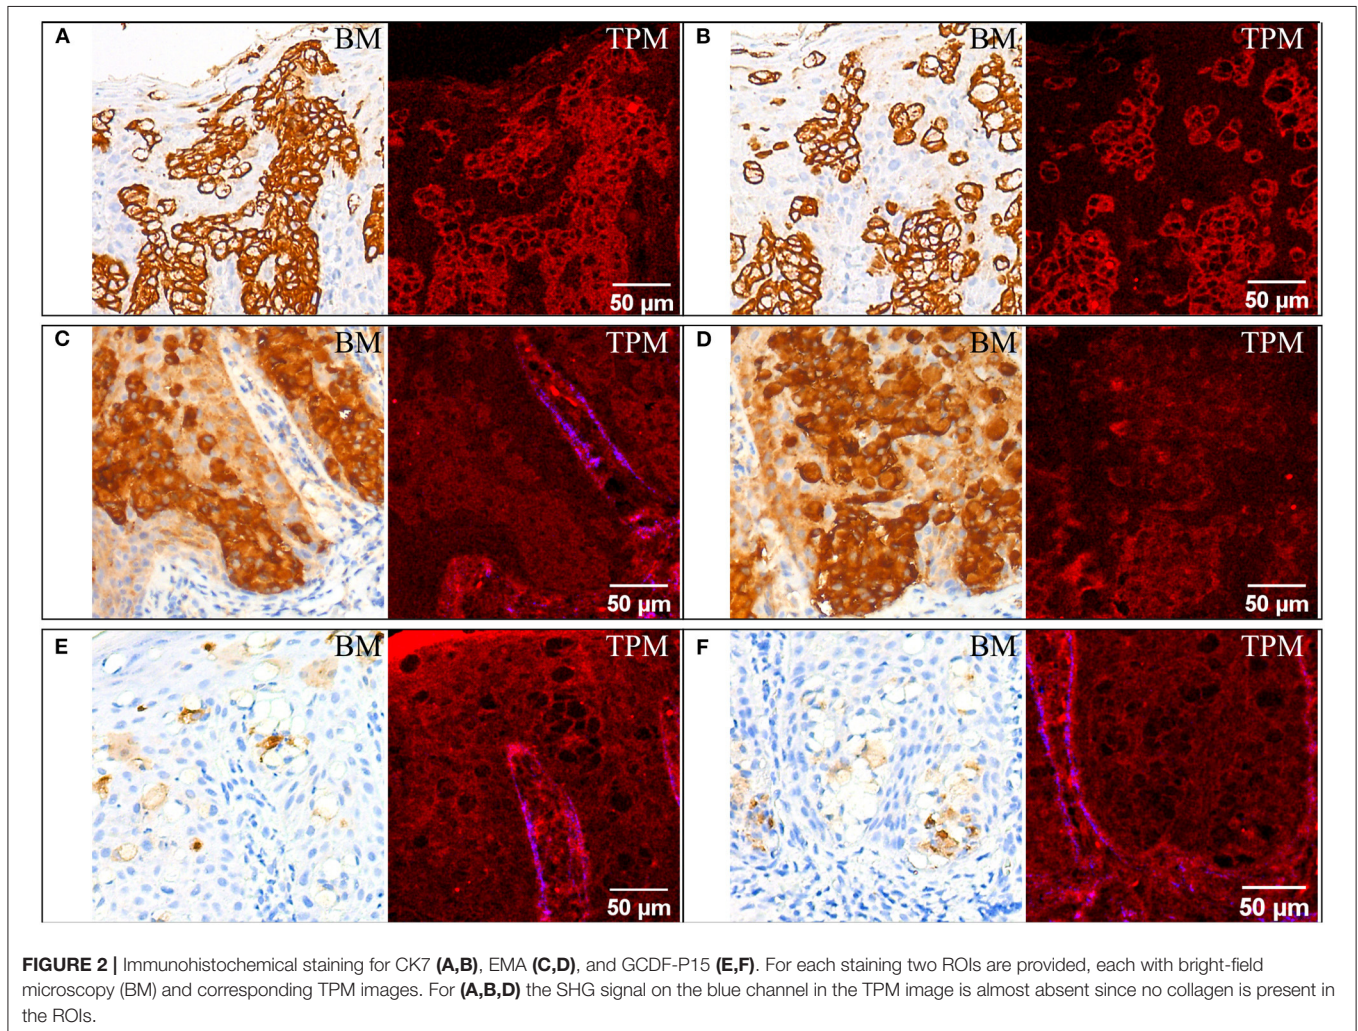 A BM TPM B BM TPM
50 µm 50 µm
C BM TPM D BM TPM
50 µm 50 µm
E BM TPM F BM TPM
50 µm 50 µm
FIGURE 2 | Immunohistochemical staining for CK7 (A,B), EMA (C,D), and GCDF-P15 (E,F). For each staining two ROIs are provided, each with bright-field
microscopy (BM) and corresponding TPM images. For (A,B,D) the SHG signal on the blue channel in the TPM image is almost absent since no collagen is present in
the ROIs.